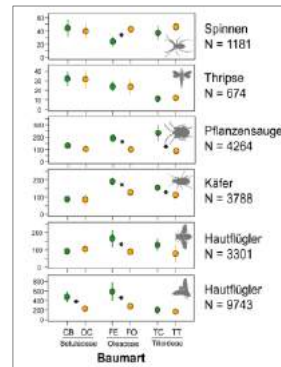 Spinnen
N = 1181
Thripse
N = 674
Pflanzensauger
N = 4264
Käfer
N = 3788
Hautflügler
N = 3301
Hautflügler
N = 9743
CB OC FE FO TC TT
Betulaceae Oleaceae
Baumart